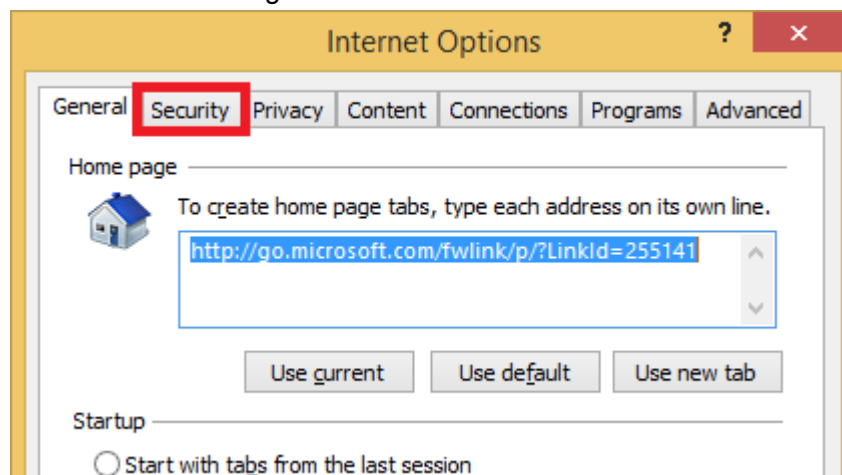 Internet Options ? ×
General Security Privacy Content Connections Programs Advanced
Home page
To create home page tabs, type each address on its own line.
http://go.microsoft.com/fwlink/p/?LinkId=255141
Use current Use default Use new tab
Startup
Start with tabs from the last session